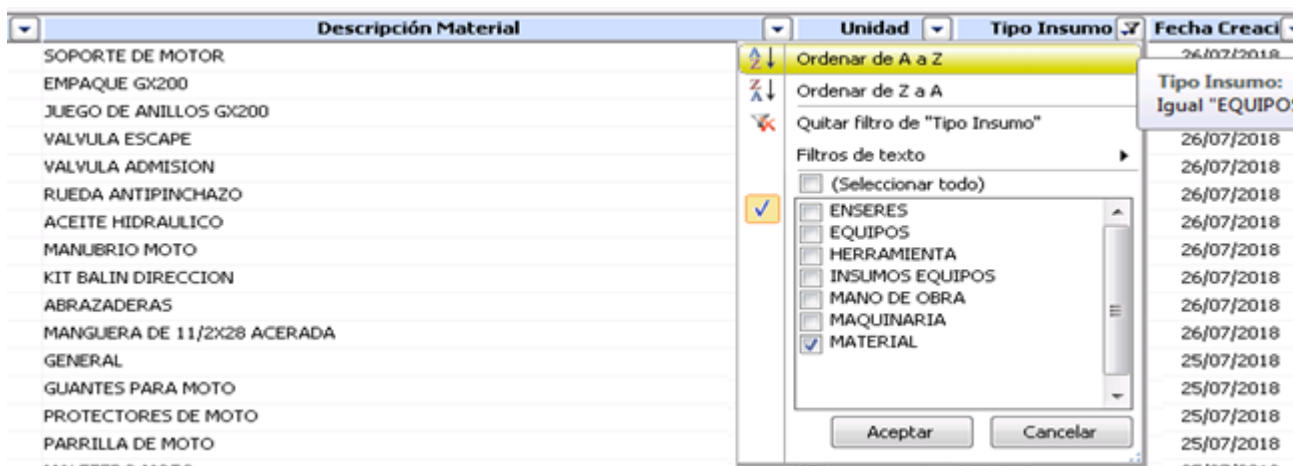 Descripción Material Unidad Tipo Insumo Fecha Creaci
SOPORTE DE MOTOR Ordenar de A a Z 26/07/2018
EMPAQUE GX200 Ordenar de Z a A Tipo Insumo:
JUEGO DE ANILLOS GX200 Quitar filtro de "Tipo Insumo" Igual "EQUIPOS
VALVULA ESCAPE 26/07/2018
VALVULA ADMISION Filtros de texto 26/07/2018
RUEDA ANTIPINCHAZO (Seleccionar todo) 26/07/2018
ACEITE HIDRAULICO ENSERES 26/07/2018
MANUBRIO MOTO EQUIPOS 26/07/2018
KIT BALIN DIRECCION HERRAMIENTA 26/07/2018
INSUMOS EQUIPOS
ABRAZADERAS MANO DE OBRA 26/07/2018
MANGUERA DE 11/2X28 ACERADA MAQUINARIA 26/07/2018
GENERAL MATERIAL 25/07/2018
GUANTES PARA MOTO 25/07/2018
PROTECTORES DE MOTO 25/07/2018
PARRILLA DE MOTO Aceptar Cancelar 25/07/2018